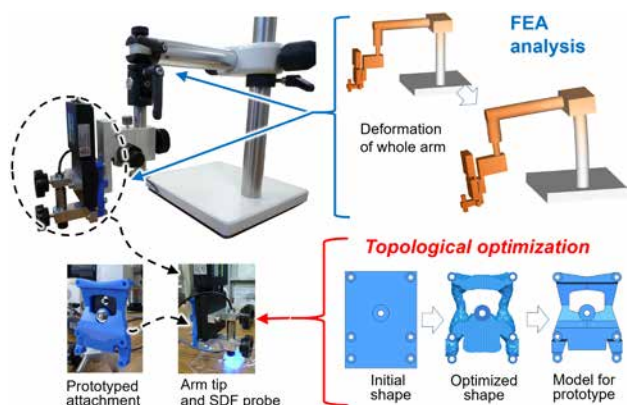 FEA
analysis
Deformation
of whole arm
Topological optimization
Prototyped
attachment
Arm tip
and SDF probe
Initial
shape
Optimized
shape
Model for
prototype